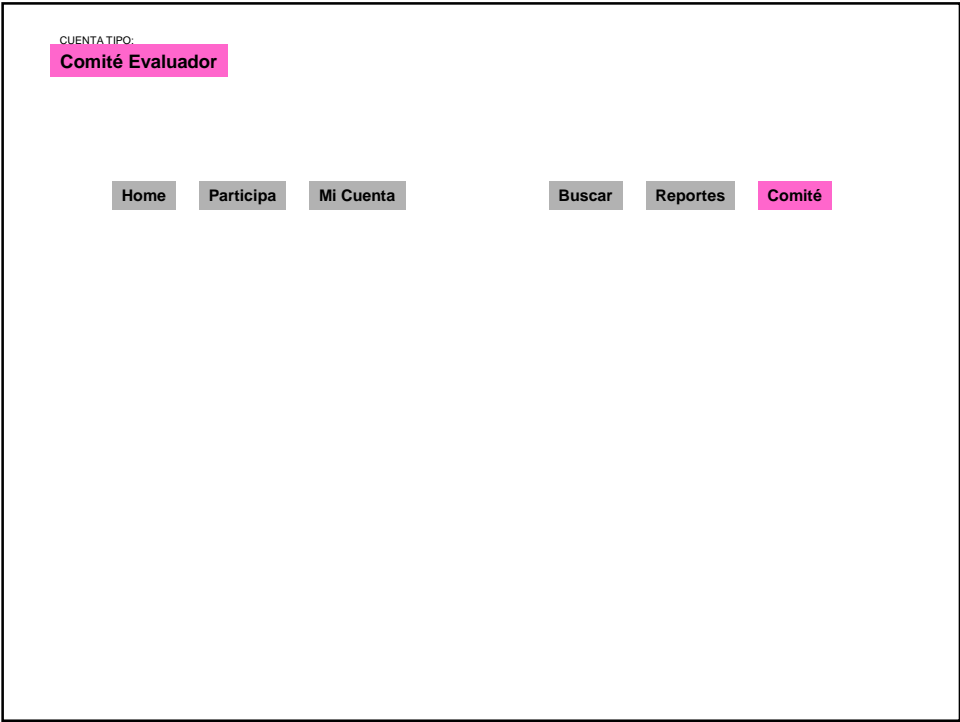 CUENTA TIPO:
Comité Evaluador
Home Participa Mi Cuenta Buscar Reportes Comité